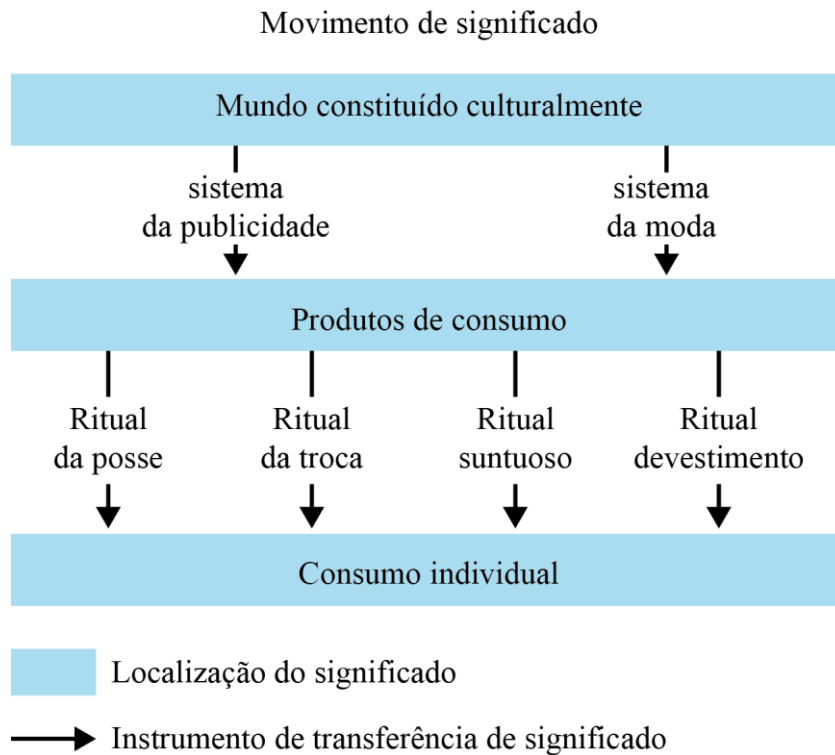 Movimento de significado
Mundo constituído culturalmente
sistema
da publicidade
sistema
da moda
Produtos de consumo
Ritual
da posse
Ritual
da troca
Ritual
suntuoso
Ritual
devestimento
Consumo individual
Localização do significado
Instrumento de transferência de significado